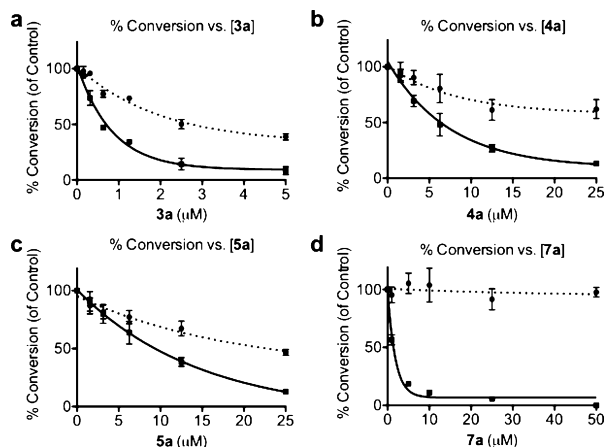 a
% Conversion vs. [3a]
% Conversion (of Control)
100
50
0
0 1 2 3 4 5
3a (μM)
b
% Conversion vs. [4a]
% Conversion (of Control)
100
50
0
0 5 10 15 20 25
4a (μM)
c
% Conversion vs. [5a]
% Conversion (of Control)
100
50
0
0 5 10 15 20 25
5a (μM)
d
% Conversion vs. [7a]
% Conversion (of Control)
100
50
0
0 10 20 30 40 50
7a (μM)